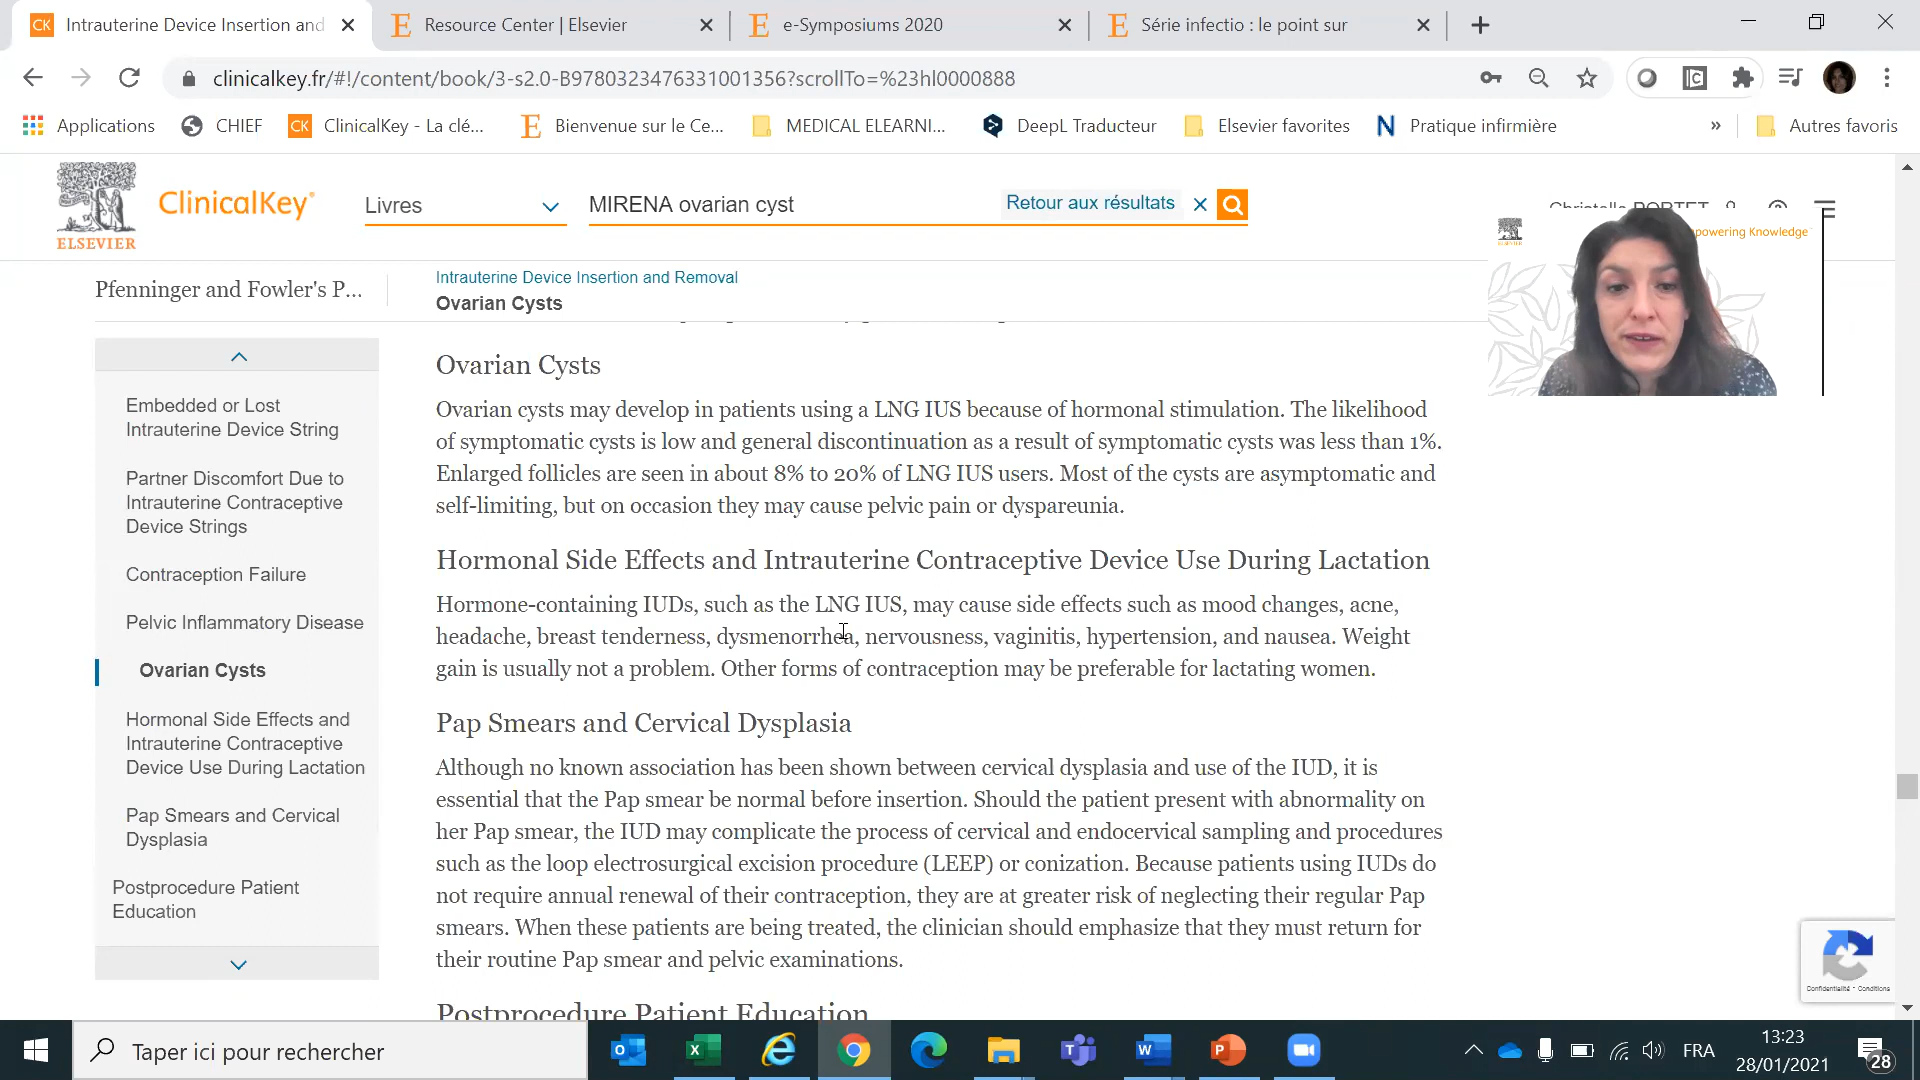 CK Intrauterine Device Insertion and
Resource Center | Elsevier
e-Symposiums 2020
Série infectio : le point sur
clinicalkey.fr/#!/content/book/3-s2.0-B9780323476331001356?scrollTo=%23hl0000888
Applications
CHIEF
CK ClinicalKey - La clé...
Bienvenue sur le Ce...
MEDICAL ELEARNI...
DeepL Traducteur
Elsevier favorites
N Pratique infirmière
»
Autres favoris
ELSEVIER
ClinicalKey
Livres
MIRENA ovarian cyst
Retour aux résultats
Christelle
powering Knowledge
Pfenninger and Fowler's P...
Intrauterine Device Insertion and Removal
Ovarian Cysts
Embedded or Lost
Intrauterine Device String
Partner Discomfort Due to
Intrauterine Contraceptive
Device Strings
Contraception Failure
Pelvic Inflammatory Disease
Ovarian Cysts
Hormonal Side Effects and
Intrauterine Contraceptive
Device Use During Lactation
Pap Smears and Cervical
Dysplasia
Postprocedure Patient
Education
Ovarian Cysts
Ovarian cysts may develop in patients using a LNG IUS because of hormonal stimulation. The likelihood
of symptomatic cysts is low and general discontinuation as a result of symptomatic cysts was less than 1%.
Enlarged follicles are seen in about 8% to 20% of LNG IUS users. Most of the cysts are asymptomatic and
self-limiting, but on occasion they may cause pelvic pain or dyspareunia.
Hormonal Side Effects and Intrauterine Contraceptive Device Use During Lactation
Hormone-containing IUDs, such as the LNG IUS, may cause side effects such as mood changes, acne,
headache, breast tenderness, dysmenorrhea, nervousness, vaginitis, hypertension, and nausea. Weight
gain is usually not a problem. Other forms of contraception may be preferable for lactating women.
Pap Smears and Cervical Dysplasia
Although no known association has been shown between cervical dysplasia and use of the IUD, it is
essential that the Pap smear be normal before insertion. Should the patient present with abnormality on
her Pap smear, the IUD may complicate the process of cervical and endocervical sampling and procedures
such as the loop electrosurgical excision procedure (LEEP) or conization. Because patients using IUDs do
not require annual renewal of their contraception, they are at greater risk of neglecting their regular Pap
smears. When these patients are being treated, the clinician should emphasize that they must return for
their routine Pap smear and pelvic examinations.
Postprocedure Patient Education
Confidentialité - Conditions
Taper ici pour rechercher
FRA
13:23
28/01/2021
28